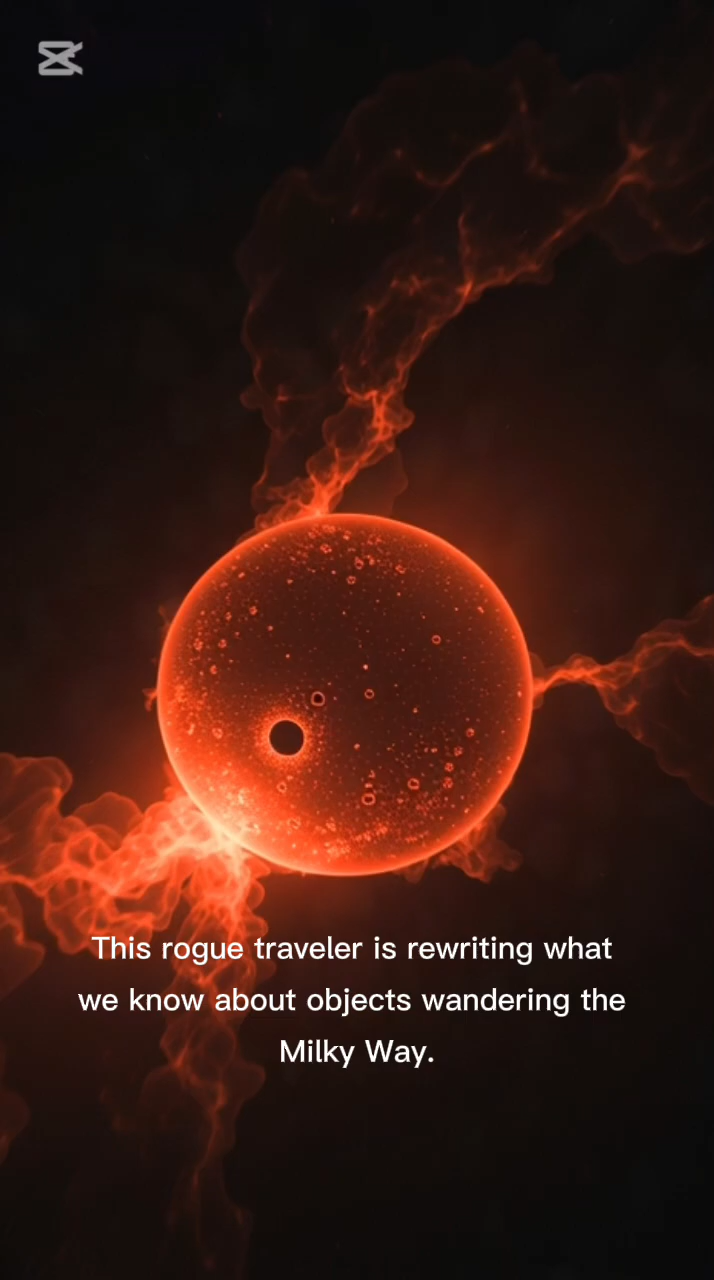 This rogue traveler is rewriting what
we know about objects wandering the
Milky Way.